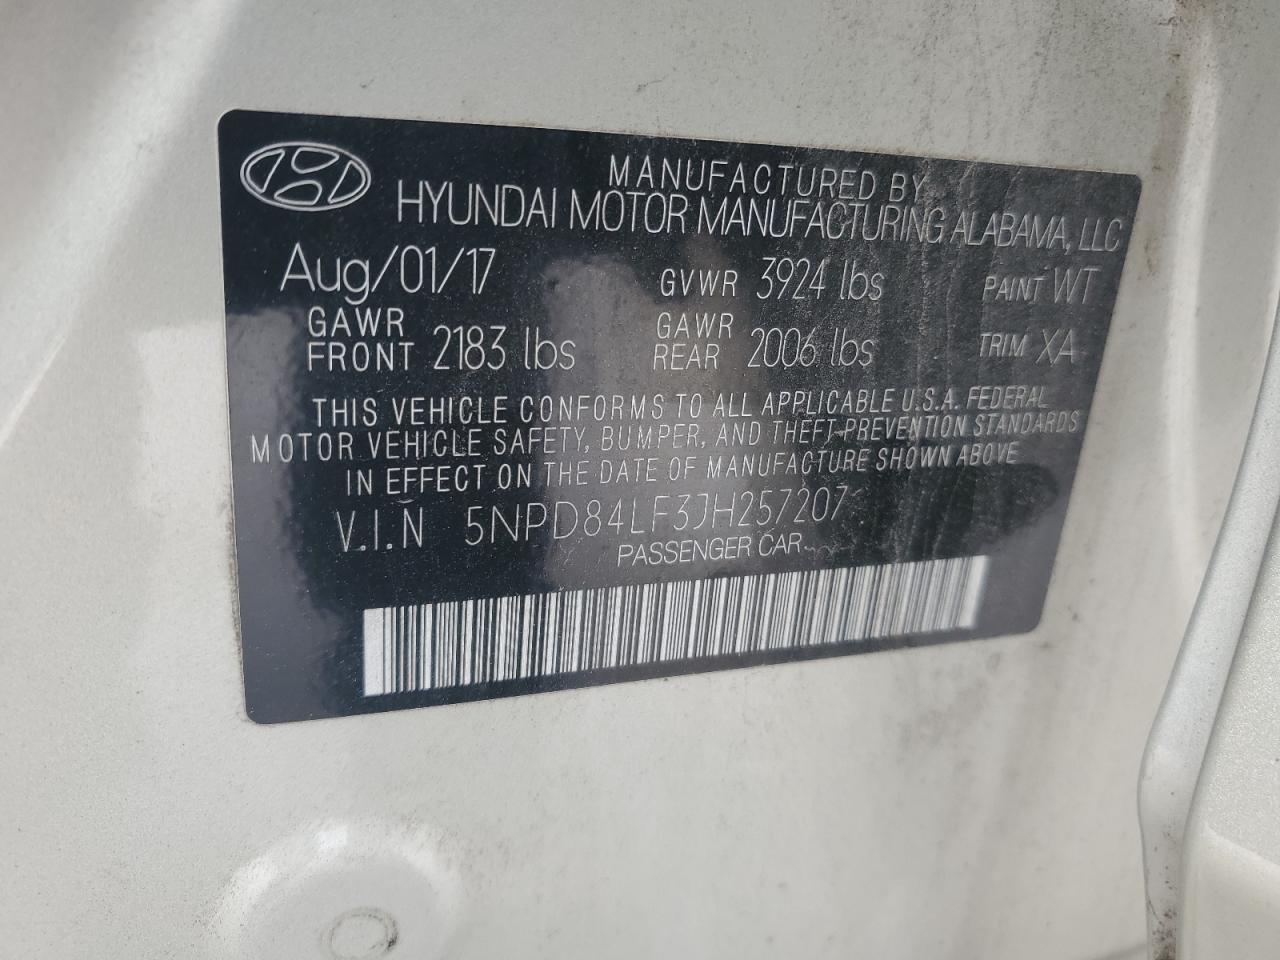 MANUFACTURED BY
HYUNDAI MOTOR MANUFACTURING ALABAMA, LLC
Aug/01/17 GVWR 3924 lbs PAINT WT
GAWR FRONT 2183 lbs GAWR REAR 2006 lbs TRIM XA
THIS VEHICLE CONFORMS TO ALL APPLICABLE U.S.A. FEDERAL
MOTOR VEHICLE SAFETY, BUMPER, AND THEFT PREVENTION STANDARDS
IN EFFECT ON THE DATE OF MANUFACTURE SHOWN ABOVE
V.I.N 5NPD84LF3JH257207
PASSENGER CAR